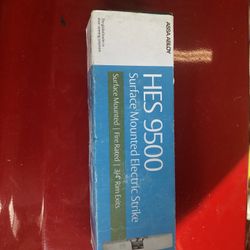 ASSA ABLOY
HES 9500
Surface Mounted Electric Strike
Surface Mounted | Fire Rated | 3/4" Rim Exits